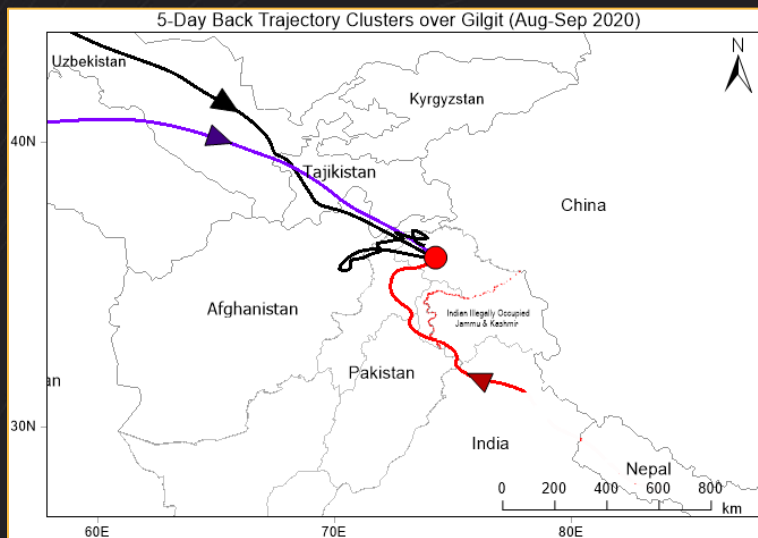 5-Day Back Trajectory Clusters over Gilgit (Aug-Sep 2020)
N
Uzbekistan
Kyrgyzstan
40N
Tajikistan
China
Afghanistan
Indian Illegally Occupied
Jammu & Kashmir
Pakistan
an
30N
India
Nepal
0 200 400 600 800
km
60E 70E 80E